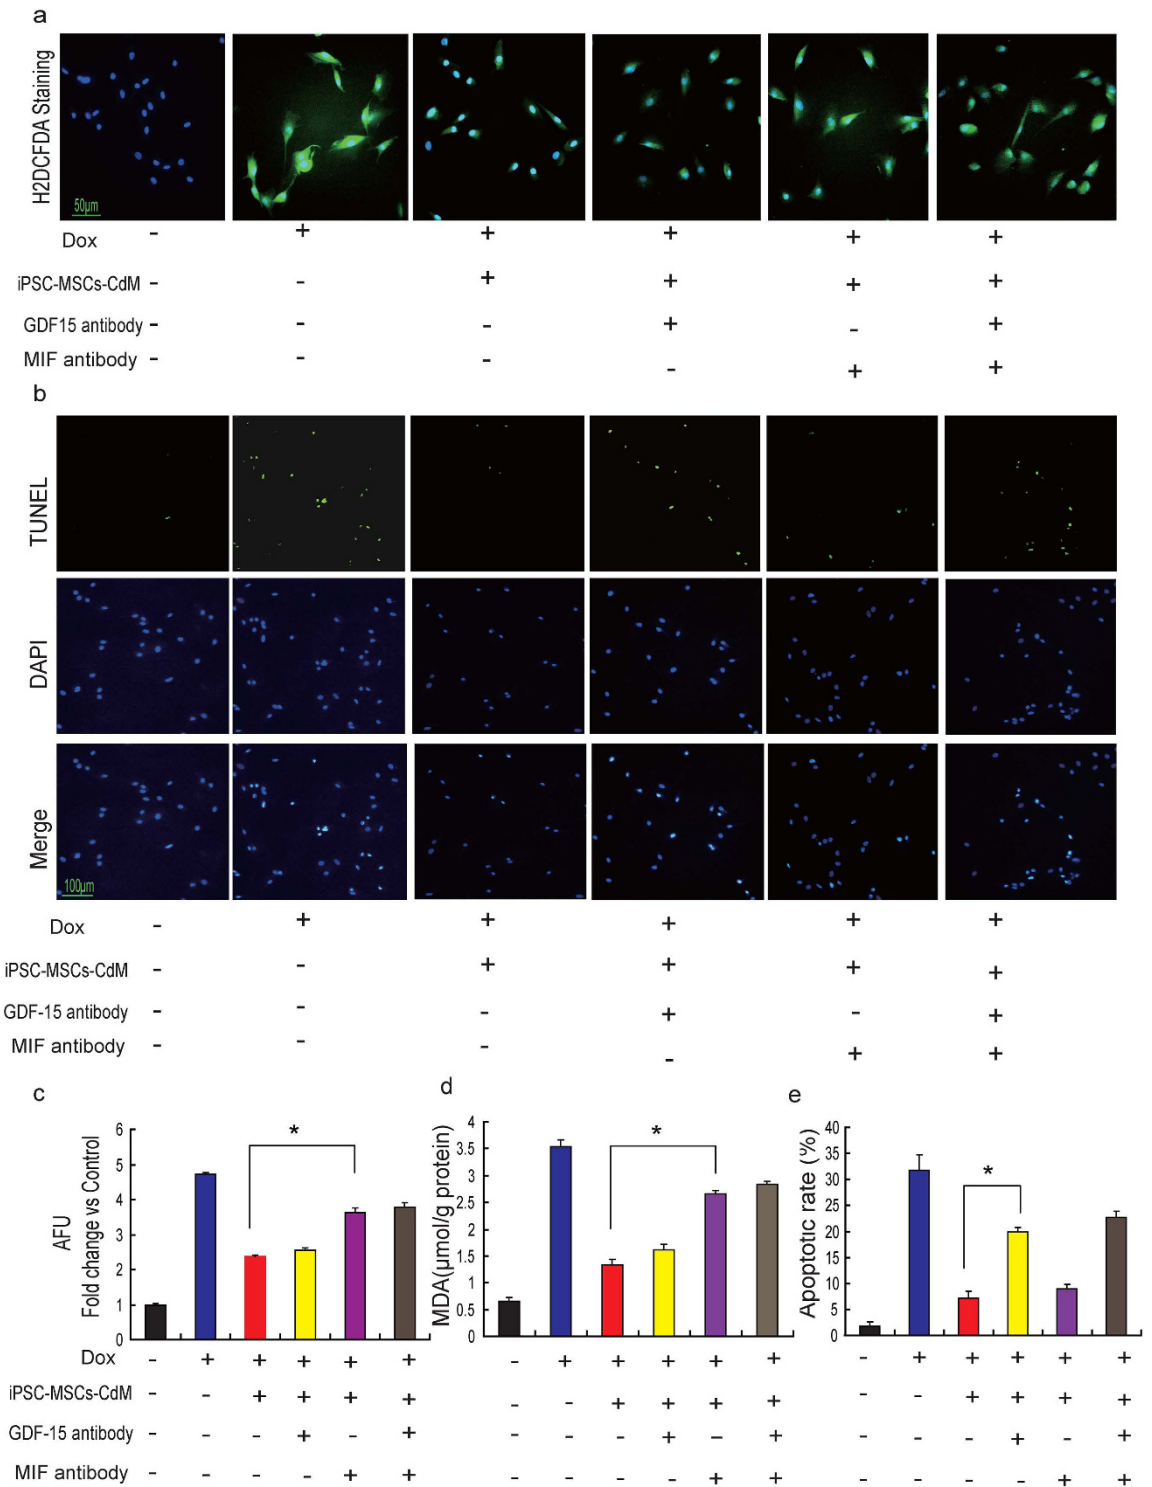 a
H2DCFDA Staining
50μm
Dox - + + + + +
iPSC-MSCs-CdM - - + + + +
GDF15 antibody - - - + - +
MIF antibody - - - - + +
b
TUNEL
DAPI
Merge
100μm
Dox - + + + + +
iPSC-MSCs-CdM - - + + + +
GDF-15 antibody - - - + - +
MIF antibody - - - - + +
c
AFU
Fold change vs Control
6
5
4
3
2
1
0
*
Dox - + + + + +
iPSC-MSCs-CdM - - + + + +
GDF-15 antibody - - - + - +
MIF antibody - - - - + +
d
MDA(μmol/g protein)
4
3.5
3
2.5
2
1.5
1
0.5
0
*
- + + + + +
- - + + + +
- - - + - +
- - - - + +
e
Apoptotic rate (%)
40
35
30
25
20
15
10
5
0
*
- + + + + +
- - + + + +
- - - + - +
- - - - + +